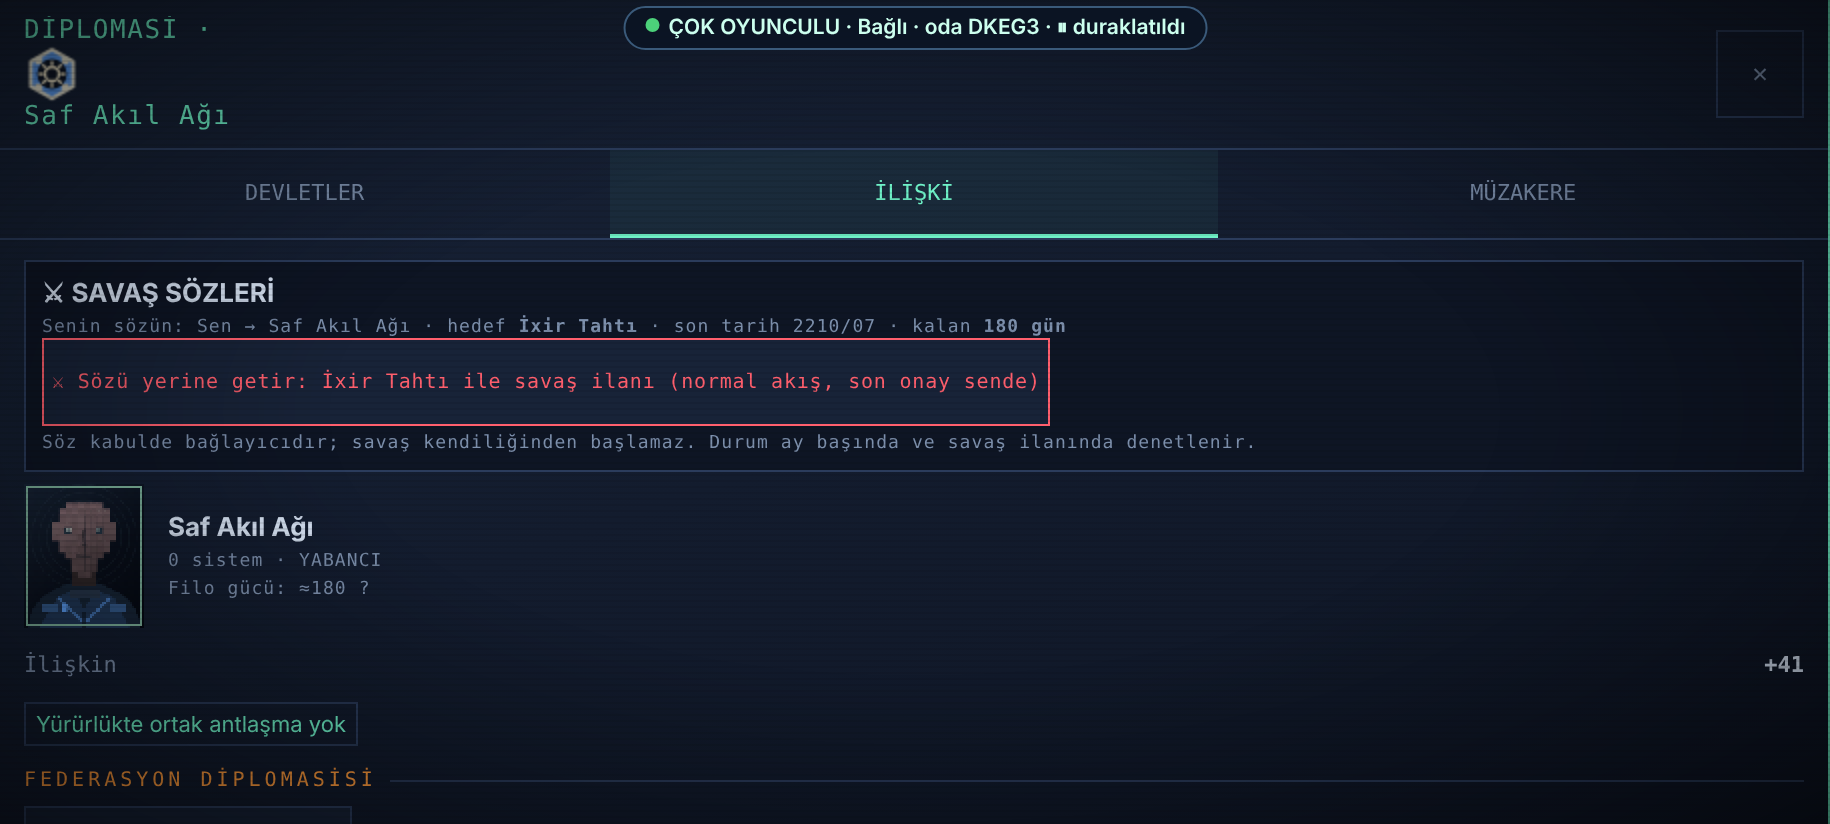 DİPLOMASİ ·
ÇOK OYUNCULU · Bağlı · oda DKEG3 · ⏸ duraklatıldı
Saf Akıl Ağı
×
DEVLETLER
İLİŞKİ
MÜZAKERE
⚔ SAVAŞ SÖZLERİ
Senin sözün: Sen → Saf Akıl Ağı · hedef İxir Tahtı · son tarih 2210/07 · kalan 180 gün
⚔ Sözü yerine getir: İxir Tahtı ile savaş ilanı (normal akış, son onay sende)
Söz kabulde bağlayıcıdır; savaş kendiliğinden başlamaz. Durum ay başında ve savaş ilanında denetlenir.
Saf Akıl Ağı
0 sistem · YABANCI
Filo gücü: ≈180 ?
İlişkin +41
Yürürlükte ortak antlaşma yok
FEDERASYON DİPLOMASİSİ